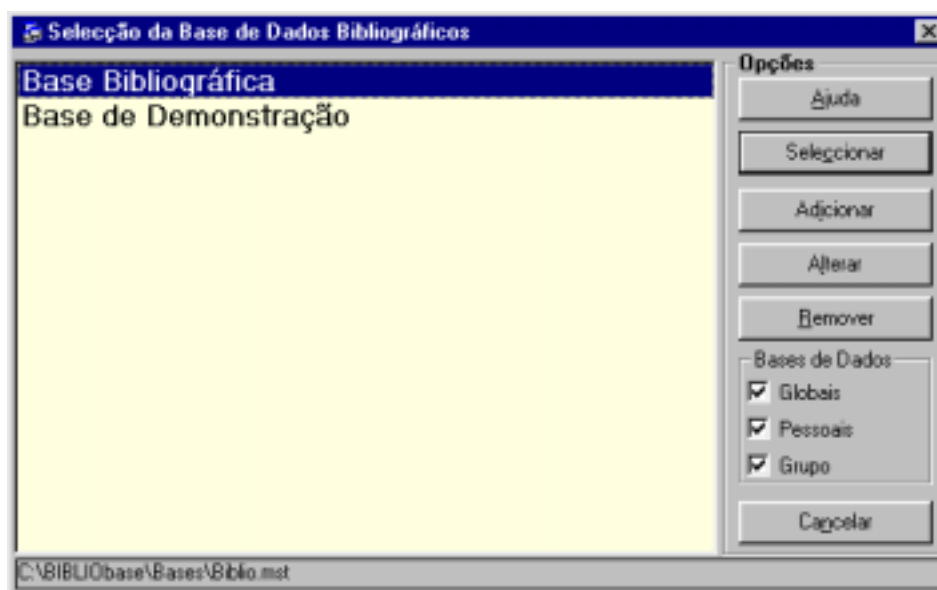 Selecção da Base de Dados Bibliográficos
Base Bibliográfica
Base de Demonstração
Opções
Ajuda
Seleccionar
Adicionar
Alterar
Remover
Bases de Dados
Globais
Pessoais
Grupo
Cancelar
C:\BIBLIObase\Bases\Biblio.mst